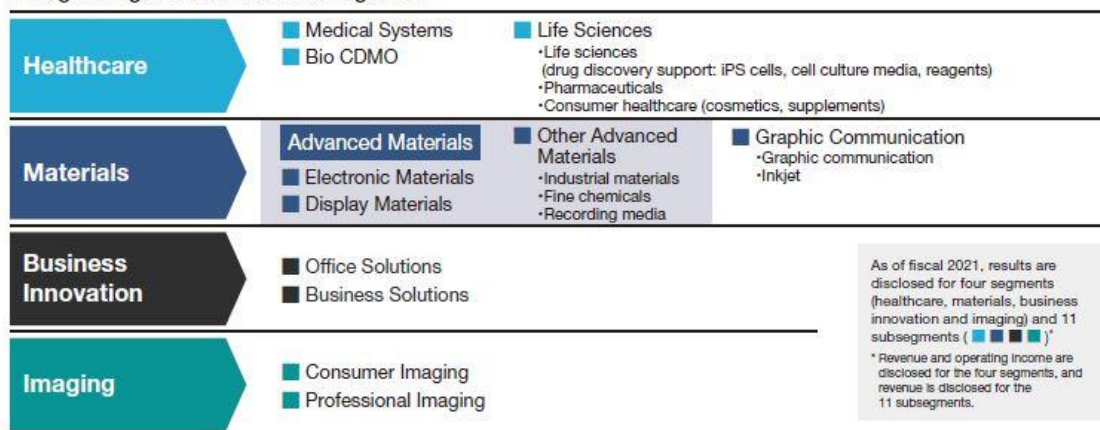 Healthcare
Medical Systems
Bio CDMO
Life Sciences
・Life sciences
(drug discovery support: iPS cells, cell culture media, reagents)
・Pharmaceuticals
・Consumer healthcare (cosmetics, supplements)
Materials
Advanced Materials
Electronic Materials
Display Materials
Other Advanced
Materials
・Industrial materials
・Fine chemicals
・Recording media
Graphic Communication
・Graphic communication
・Inkjet
Business
Innovation
Office Solutions
Business Solutions
As of fiscal 2021, results are
disclosed for four segments
(healthcare, materials, business
innovation and imaging) and 11
subsegments ( )*
* Revenue and operating income are
disclosed for the four segments, and
revenue is disclosed for the
11 subsegments.
Imaging
Consumer Imaging
Professional Imaging